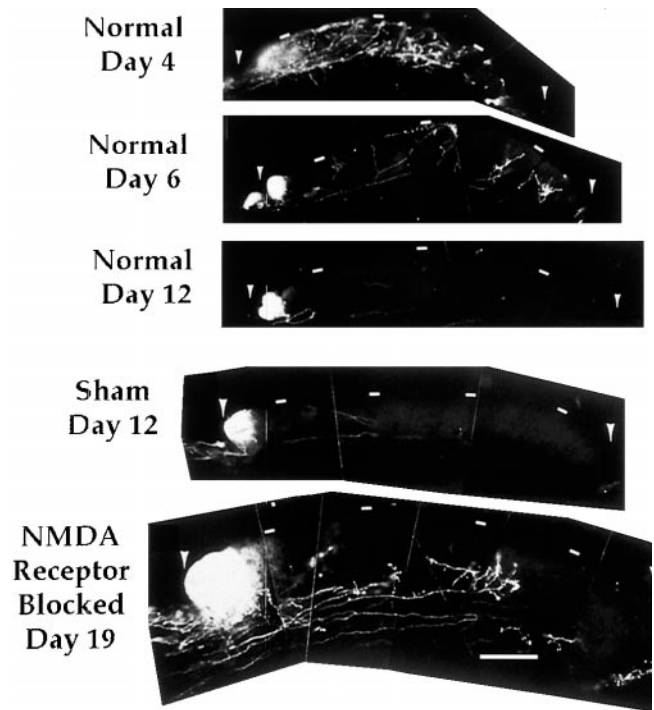 Normal
Day 4
Normal
Day 6
Normal
Day 12
Sham
Day 12
NMDA
Receptor
Blocked
Day 19